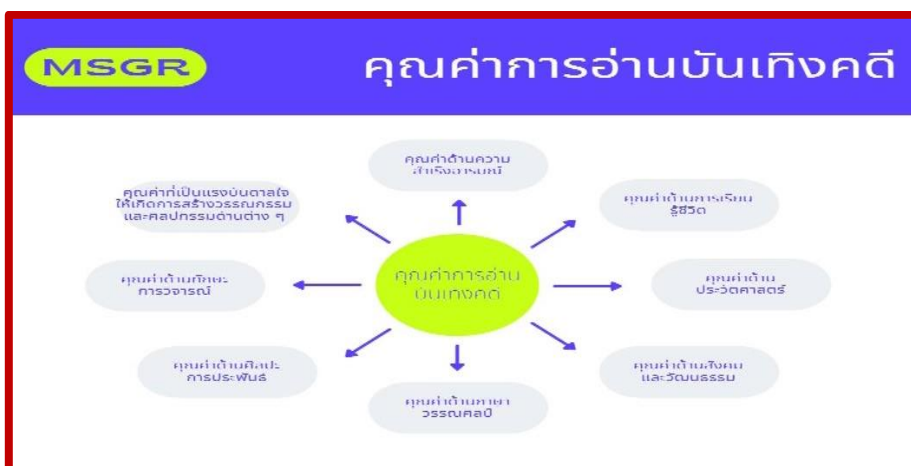 MSGR
คุณค่าการอ่านบันเทิงคดี
คุณค่าด้านความ
สำเริงอารมณ์
คุณค่าที่เป็นแรงบันดาลใจ
ให้เกิดการสร้างวรรณกรรม
และศิลปกรรมด้านต่าง ๆ
คุณค่าด้านการเรียน
รู้ชีวิต
คุณค่าด้านทักษะ
การวิจารณ์
คุณค่าการอ่าน
บันเทิงคดี
คุณค่าด้าน
ประวัติศาสตร์
คุณค่าด้านศิลปะ
การประพันธ์
คุณค่าด้านสังคม
และวัฒนธรรม
คุณค่าด้านภาษา
วรรณศิลป์